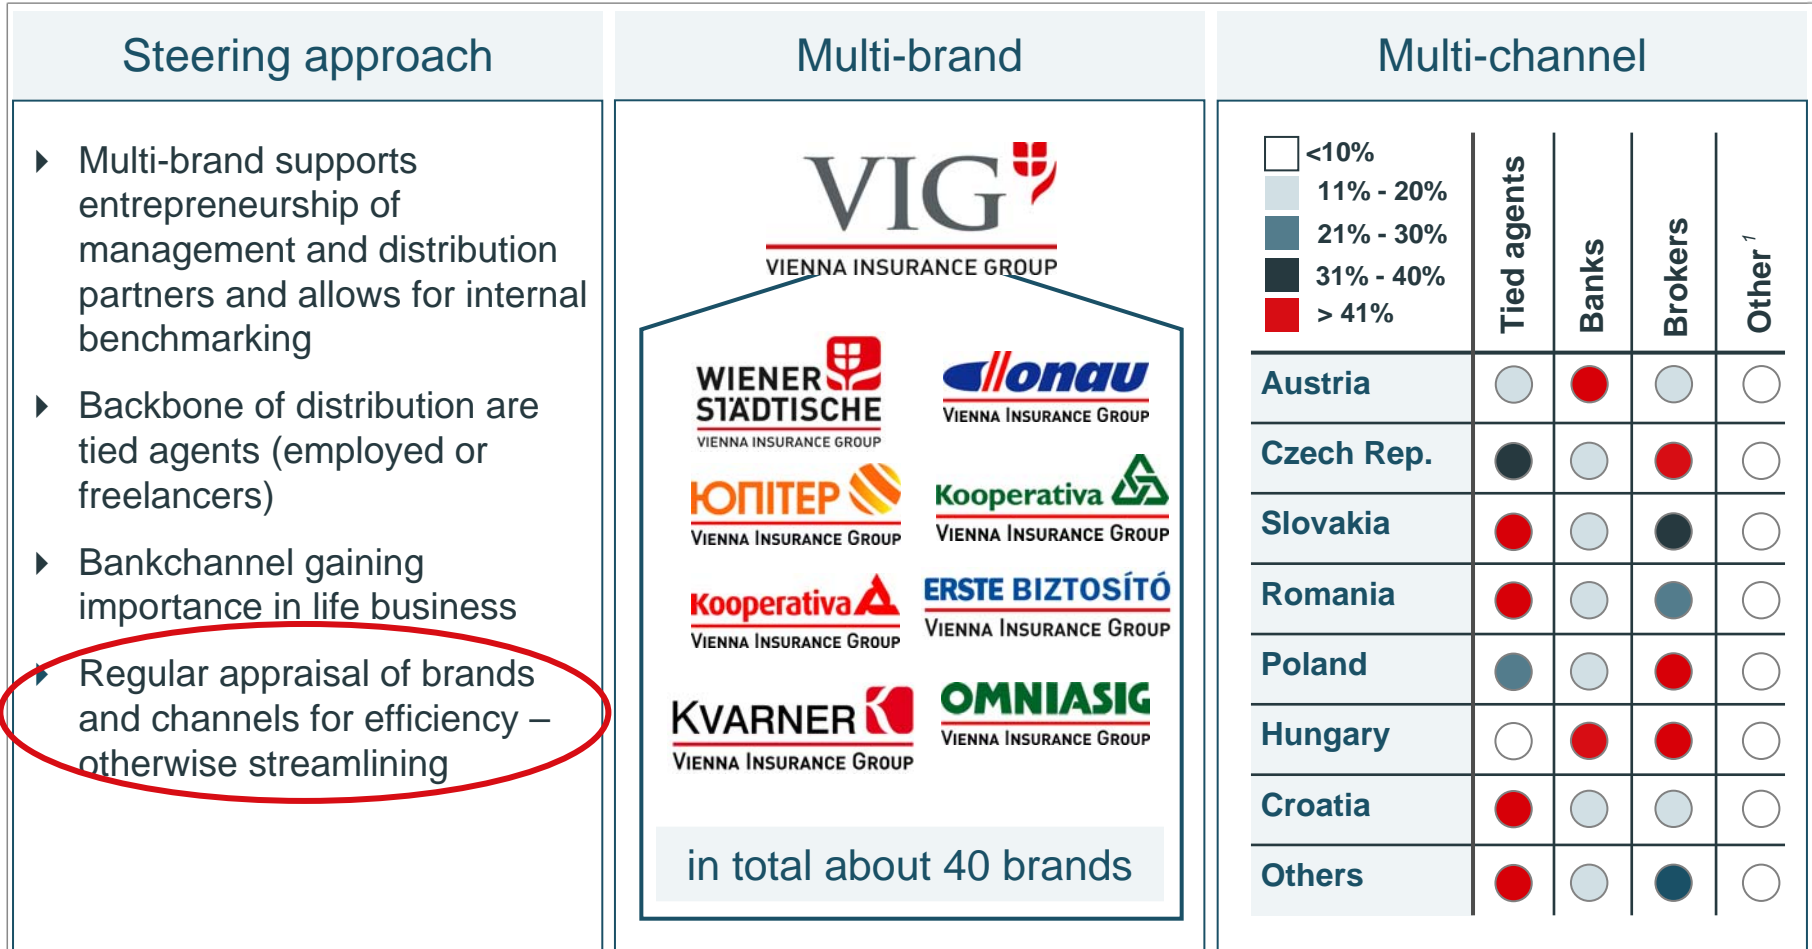 Steering approach
Multi-brand supports
entrepreneurship of
management and distribution
partners and allows for internal
benchmarking
Backbone of distribution are
tied agents (employed or
freelancers)
Bankchannel gaining
importance in life business
Regular appraisal of brands
and channels for efficiency –
otherwise streamlining
Multi-brand
VIG
VIENNA INSURANCE GROUP
WIENER
STÄDTISCHE
VIENNA INSURANCE GROUP
donau
VIENNA INSURANCE GROUP
ЮПІТЕР
VIENNA INSURANCE GROUP
Kooperativa
VIENNA INSURANCE GROUP
Kooperativa
VIENNA INSURANCE GROUP
ERSTE BIZTOSÍTÓ
VIENNA INSURANCE GROUP
KVARNER
VIENNA INSURANCE GROUP
OMNIASIG
VIENNA INSURANCE GROUP
in total about 40 brands
Multi-channel
<10%
11% - 20%
21% - 30%
31% - 40%
> 41%
Tied agents
Banks
Brokers
Other 1
Austria
Czech Rep.
Slovakia
Romania
Poland
Hungary
Croatia
Others